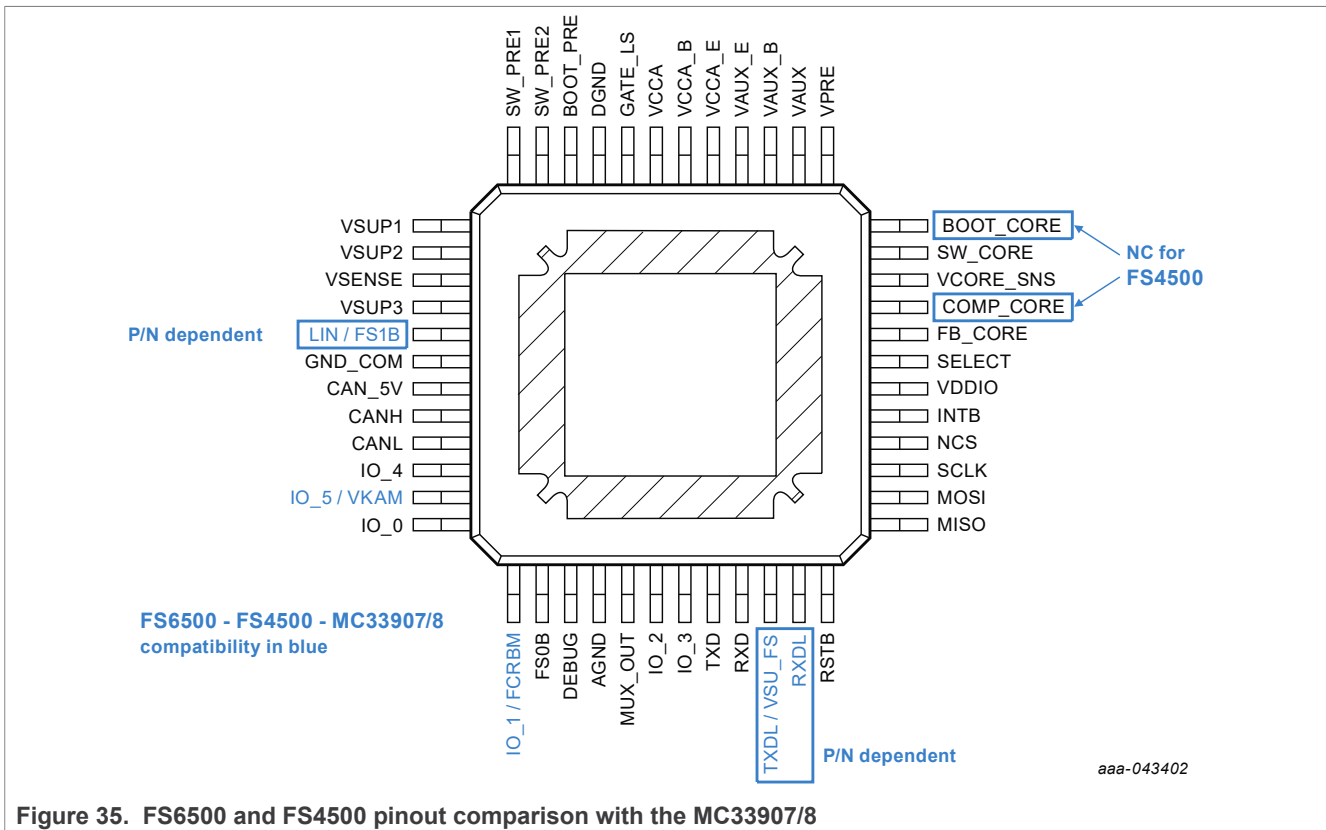 SW_PRE1
SW_PRE2
BOOT_PRE
DGND
GATE_LS
VCCA
VCCA_B
VCCA_E
VAUX_E
VAUX_B
VAUX
VPRE
VSUP1
VSUP2
VSENSE
VSUP3
P/N dependent
LIN / FS1B
GND_COM
CAN_5V
CANH
CANL
IO_4
IO_5 / VKAM
IO_0
BOOT_CORE
SW_CORE
VCORE_SNS
COMP_CORE
FB_CORE
SELECT
VDDIO
INTB
NCS
SCLK
MOSI
MISO
NC for
FS4500
FS6500 - FS4500 - MC33907/8
compatibility in blue
IO_1 / FCRBM
FS0B
DEBUG
AGND
MUX_OUT
IO_2
IO_3
TXD
RXD
TXDL / VSU_FS
RXDL
RSTB
P/N dependent
aaa-043402
Figure 35. FS6500 and FS4500 pinout comparison with the MC33907/8